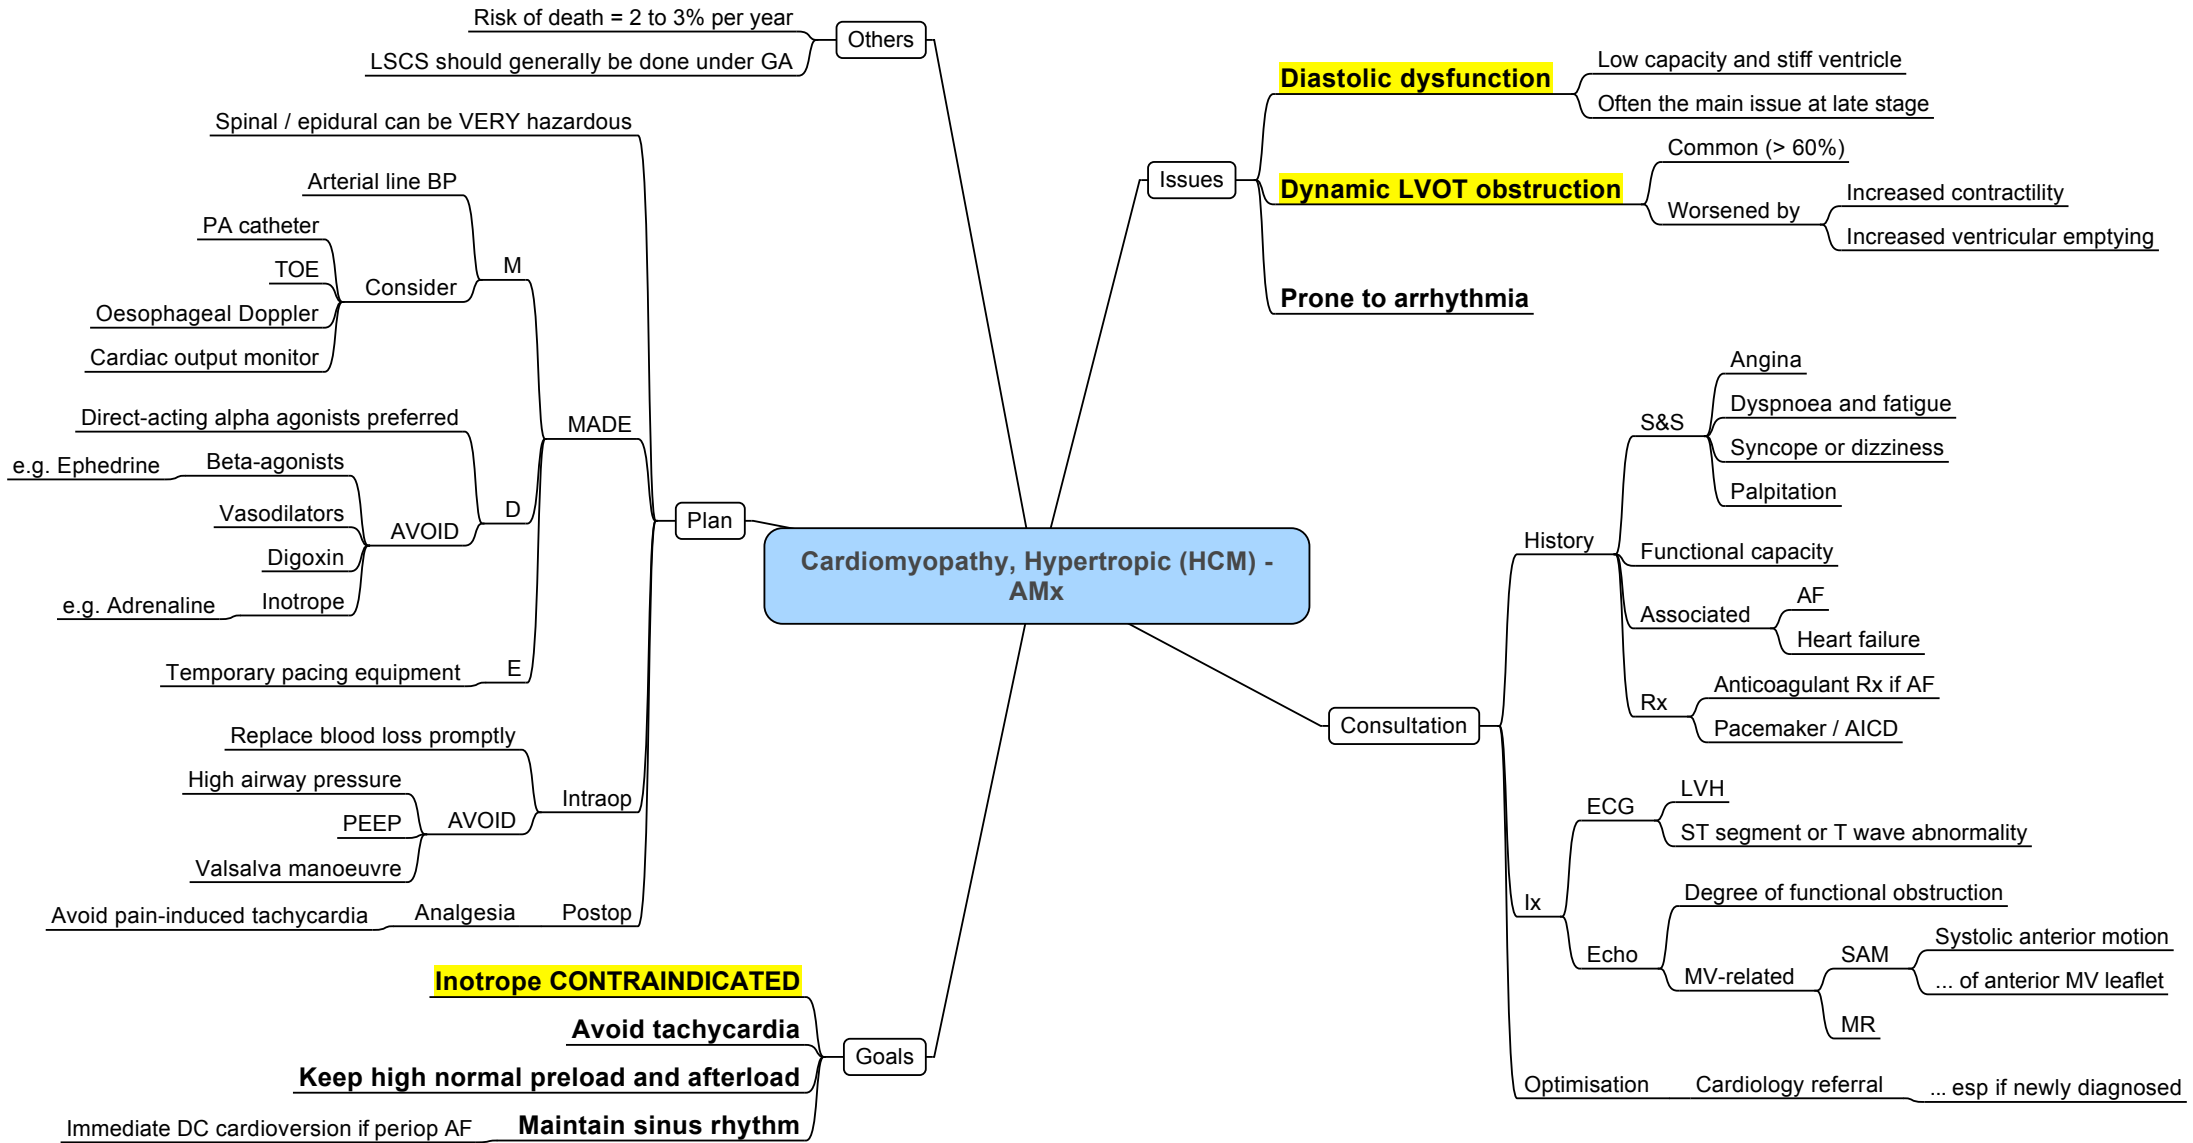 Cardiomyopathy, Hypertropic (HCM) -
AMx
Issues
Diastolic dysfunction
Low capacity and stiff ventricle
Often the main issue at late stage
Dynamic LVOT obstruction
Common (> 60%)
Worsened by
Increased contractility
Increased ventricular emptying
Prone to arrhythmia
Consultation
History
S&S
Angina
Dyspnoea and fatigue
Syncope or dizziness
Palpitation
Functional capacity
Associated
AF
Heart failure
Rx
Anticoagulant Rx if AF
Pacemaker / AICD
Ix
ECG
LVH
ST segment or T wave abnormality
Echo
Degree of functional obstruction
MV-related
SAM
Systolic anterior motion
... of anterior MV leaflet
MR
Optimisation
Cardiology referral
... esp if newly diagnosed
Others
Risk of death = 2 to 3% per year
LSCS should generally be done under GA
Plan
Spinal / epidural can be VERY hazardous
MADE
M
Arterial line BP
Consider
PA catheter
TOE
Oesophageal Doppler
Cardiac output monitor
D
Direct-acting alpha agonists preferred
AVOID
Beta-agonists
e.g. Ephedrine
Vasodilators
Digoxin
Inotrope
e.g. Adrenaline
E
Temporary pacing equipment
Intraop
Replace blood loss promptly
AVOID
High airway pressure
PEEP
Valsalva manoeuvre
Postop
Analgesia
Avoid pain-induced tachycardia
Goals
Inotrope CONTRAINDICATED
Avoid tachycardia
Keep high normal preload and afterload
Maintain sinus rhythm
Immediate DC cardioversion if periop AF